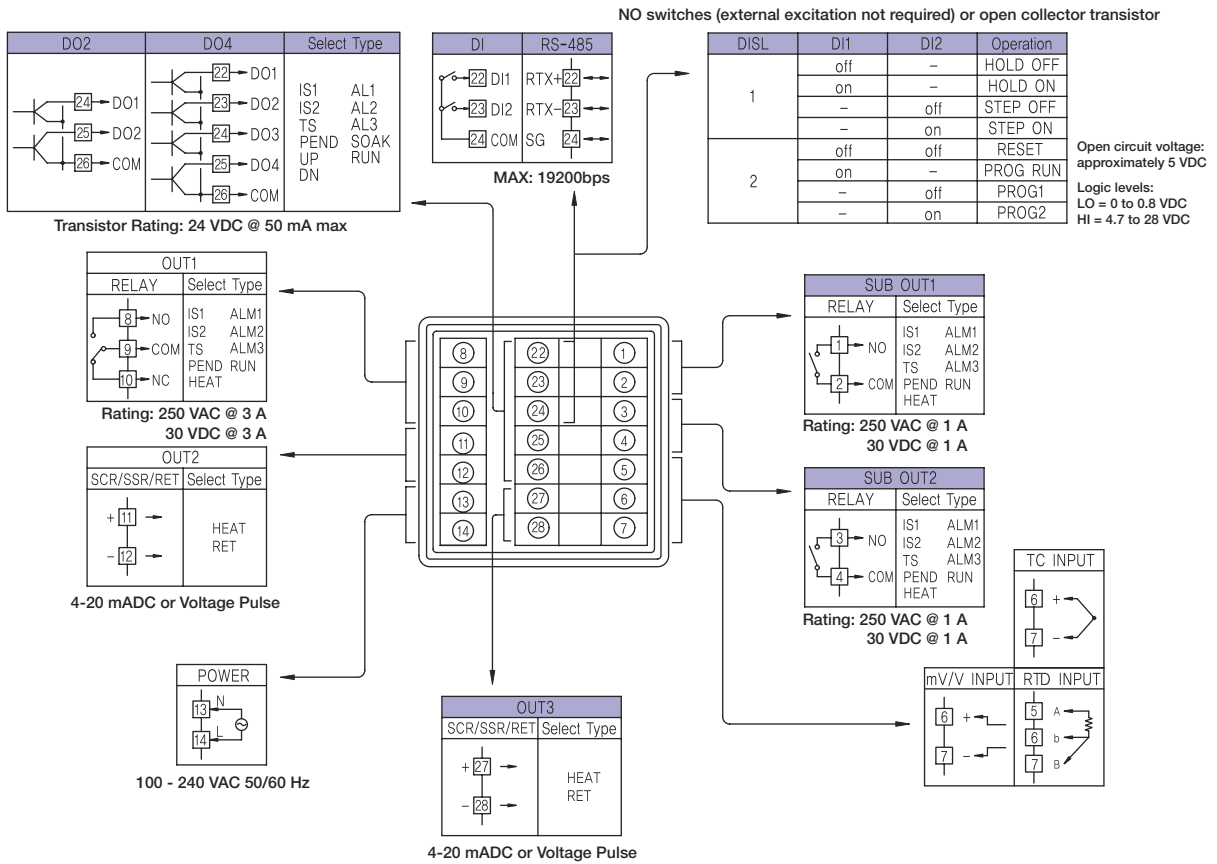 NO switches (external excitation not required) or open collector transistor
DO2 DO4 Select Type
24 DO1
25 DO2
26 COM
22 DO1
23 DO2
24 DO3
25 DO4
26 COM
IS1 AL1
IS2 AL2
TS AL3
PEND SOAK
UP RUN
DN
Transistor Rating: 24 VDC @ 50 mA max
DI RS-485
22 DI1 RTX+ 22
23 DI2 RTX- 23
24 COM SG 24
MAX: 19200bps
DISL DI1 DI2 Operation
1 off – HOLD OFF
on – HOLD ON
– off STEP OFF
– on STEP ON
2 off off RESET
on – PROG RUN
– off PROG1
– on PROG2
Open circuit voltage:
approximately 5 VDC
Logic levels:
LO = 0 to 0.8 VDC
HI = 4.7 to 28 VDC
OUT1
RELAY Select Type
8 NO
9 COM
10 NC
IS1 ALM1
IS2 ALM2
TS ALM3
PEND RUN
HEAT
Rating: 250 VAC @ 3 A
30 VDC @ 3 A
OUT2
SCR/SSR/RET Select Type
+ 11
- 12
HEAT
RET
4-20 mADC or Voltage Pulse
POWER
13 N
14 L
100 - 240 VAC 50/60 Hz
8 22 1
9 23 2
10 24 3
11 25 4
12 26 5
13 27 6
14 28 7
SUB OUT1
RELAY Select Type
1 NO
2 COM
IS1 ALM1
IS2 ALM2
TS ALM3
PEND RUN
HEAT
Rating: 250 VAC @ 1 A
30 VDC @ 1 A
SUB OUT2
RELAY Select Type
3 NO
4 COM
IS1 ALM1
IS2 ALM2
TS ALM3
PEND RUN
HEAT
Rating: 250 VAC @ 1 A
30 VDC @ 1 A
OUT3
SCR/SSR/RET Select Type
+ 27
- 28
HEAT
RET
4-20 mADC or Voltage Pulse
TC INPUT
6 +
7 -
mV/V INPUT
6 +
7 -
RTD INPUT
5 A
6 b
7 B